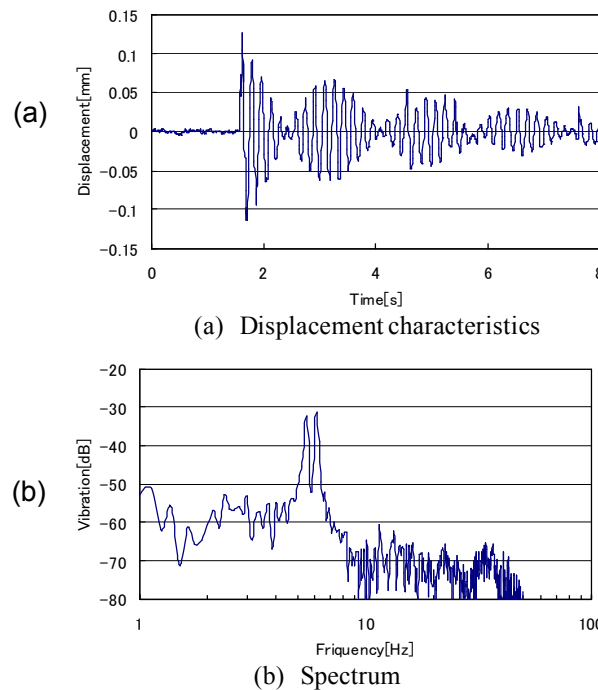 (a)
Displacement[mm]
0.15
0.1
0.05
0
-0.05
-0.1
-0.15
0 2 4 6 8
Time[s]
(a) Displacement characteristics
(b)
Vibration[dB]
-20
-30
-40
-50
-60
-70
-80
1 10 100
Friquency[Hz]
(b) Spectrum